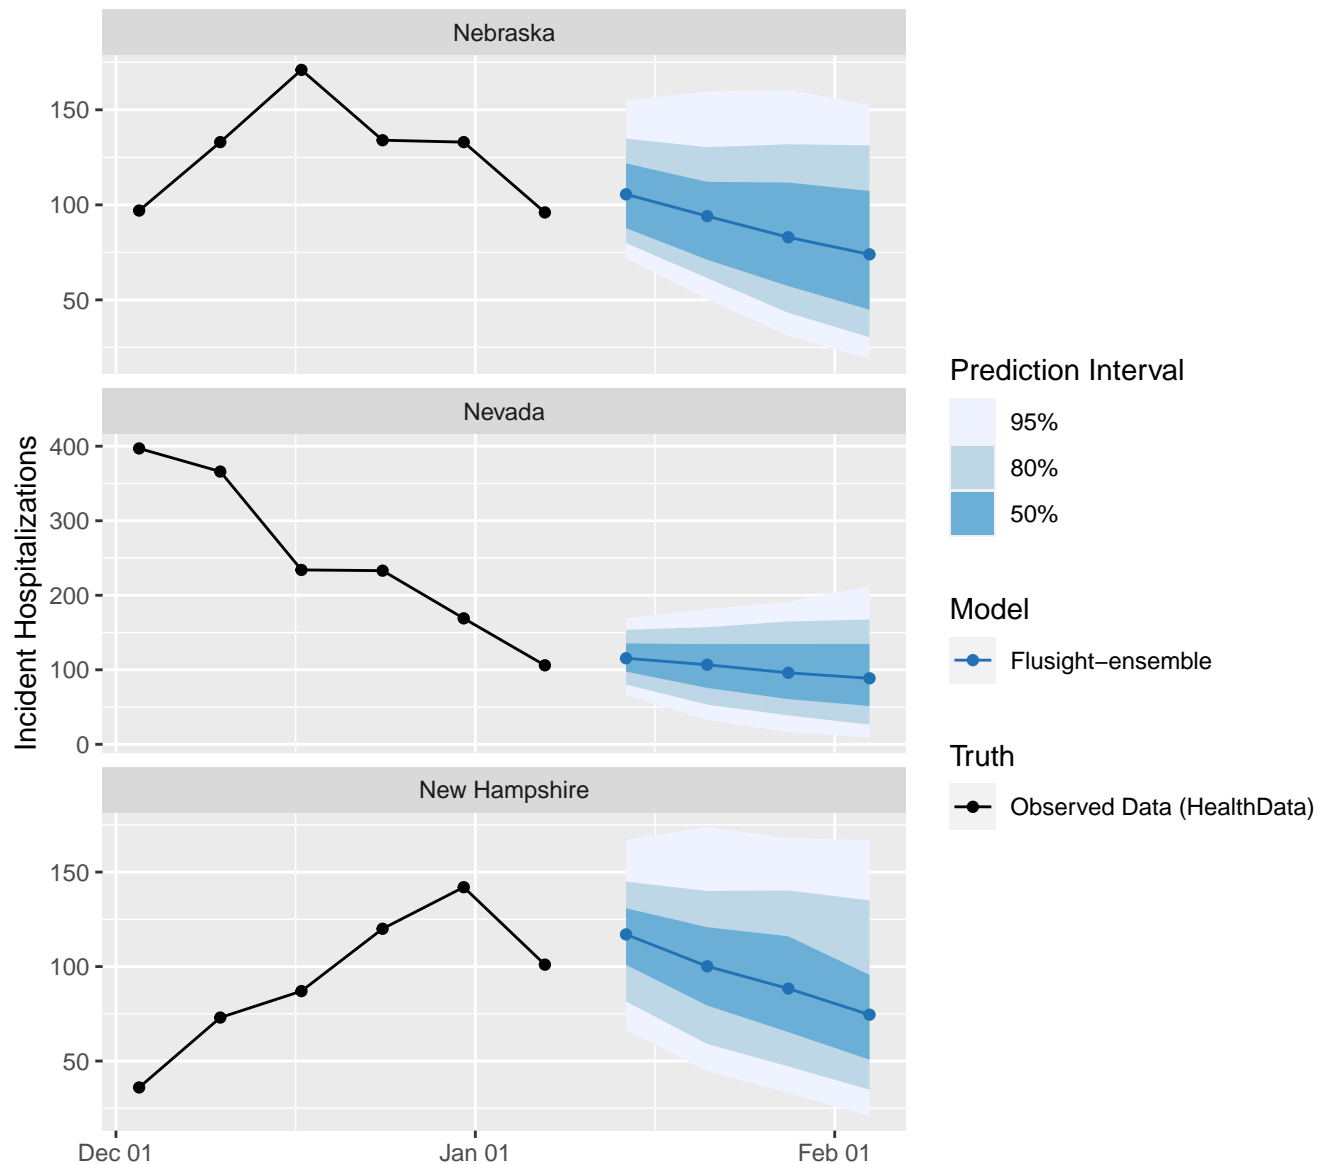 Nebraska
150
100
50
Nevada
400
300
200
100
0
New Hampshire
150
100
50
Dec 01
Jan 01
Feb 01
Incident Hospitalizations
Prediction Interval
95%
80%
50%
Model
Flusight−ensemble
Truth
Observed Data (HealthData)